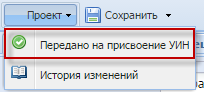 Проект Сохранить
Передано на присвоение УИН
История изменений